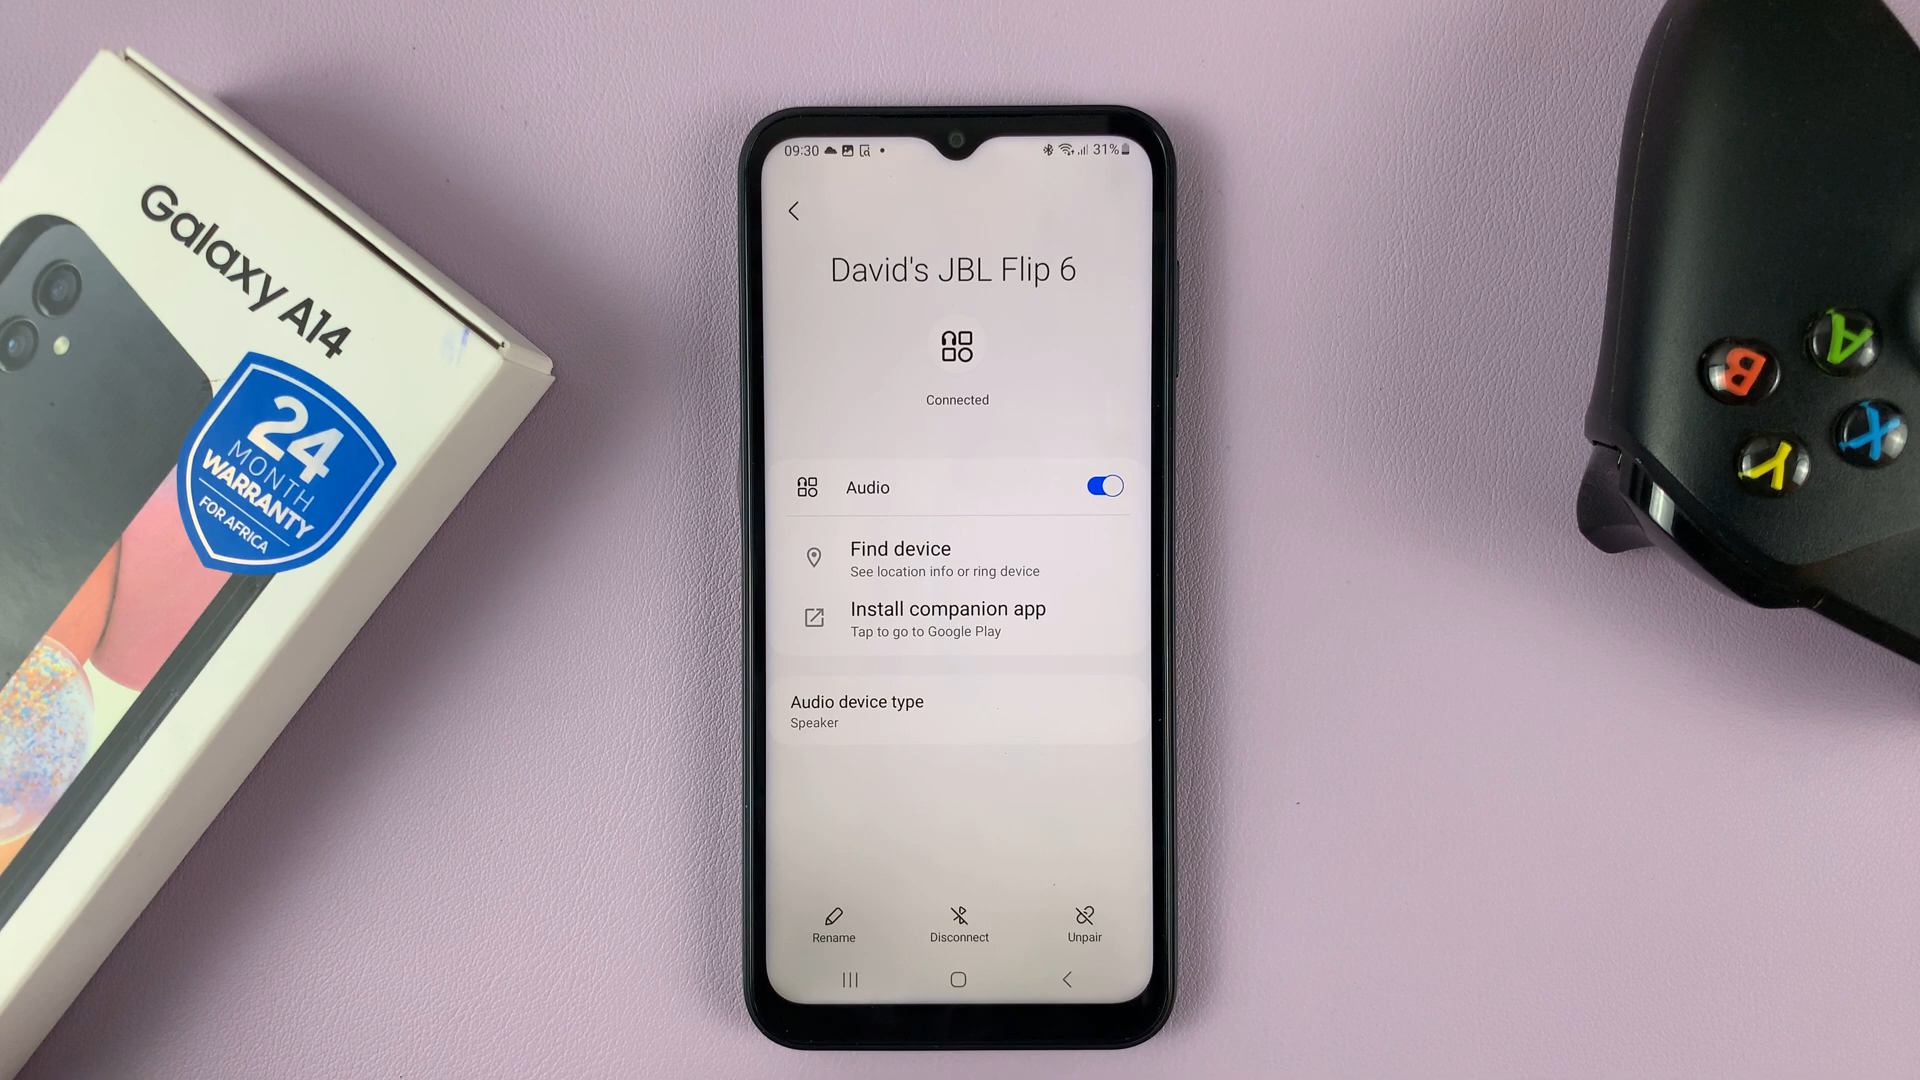 Galaxy A14
24
MONTH
WARRANTY
FOR AFRICA
09:30
31%
David's JBL Flip 6
Connected
Audio
Find device
See location info or ring device
Install companion app
Tap to go to Google Play
Audio device type
Speaker
Rename
Disconnect
Unpair
A
B
X
Y